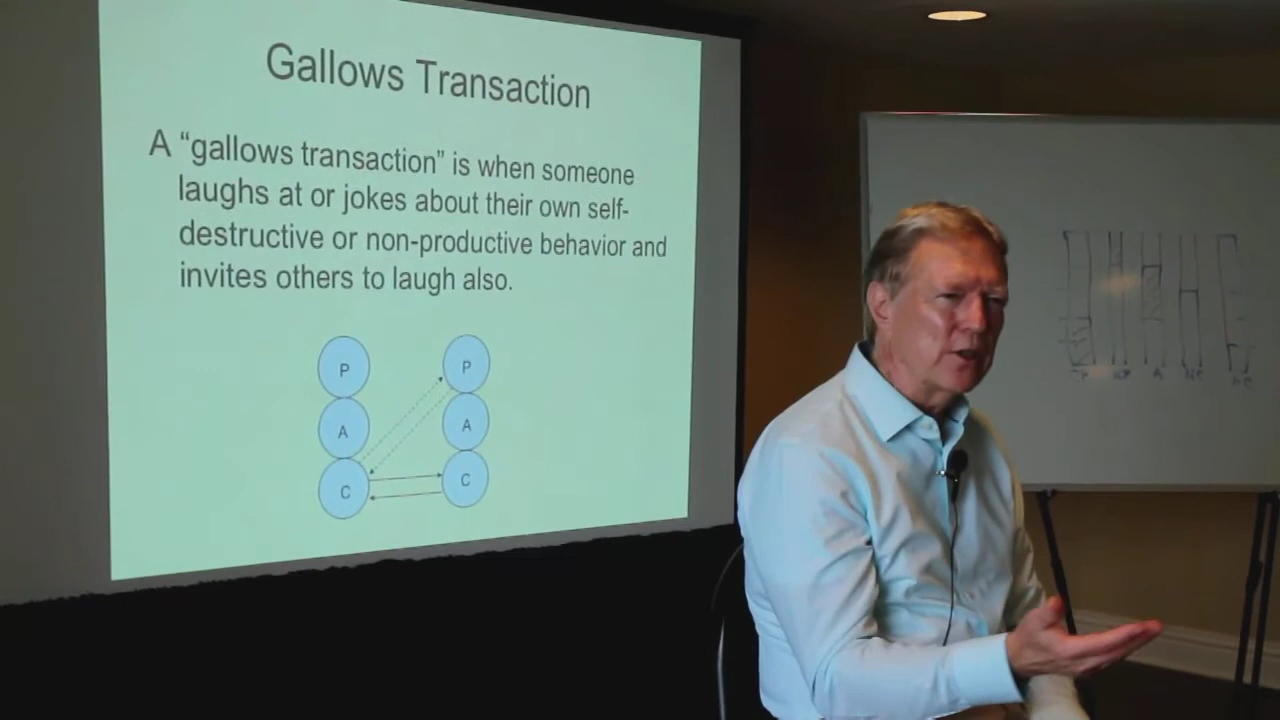 Gallows Transaction
A “gallows transaction” is when someone
laughs at or jokes about their own self-
destructive or non-productive behavior and
invites others to laugh also.
P P
A A
C C
A